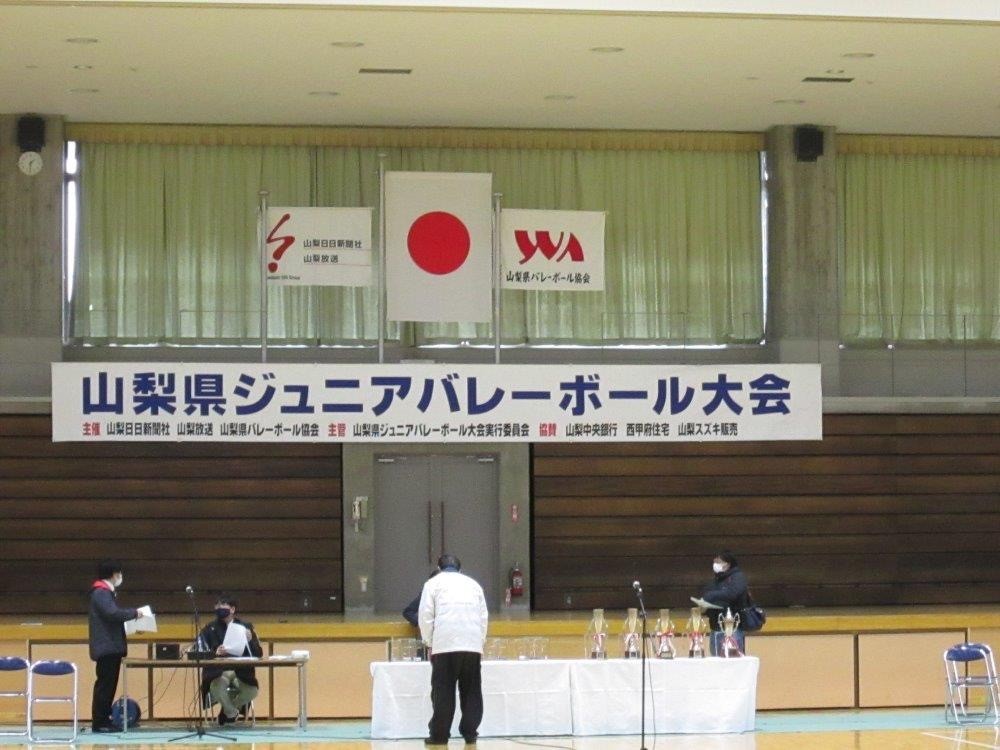 山梨日日新聞社
山梨放送
山梨県バレーボール協会
山梨県ジュニアバレーボール大会
主催 山梨日日新聞社 山梨放送 山梨県バレーボール協会 主管 山梨県ジュニアバレーボール大会実行委員会 協賛 山梨中央銀行 西甲府住宅 山梨スズキ販売